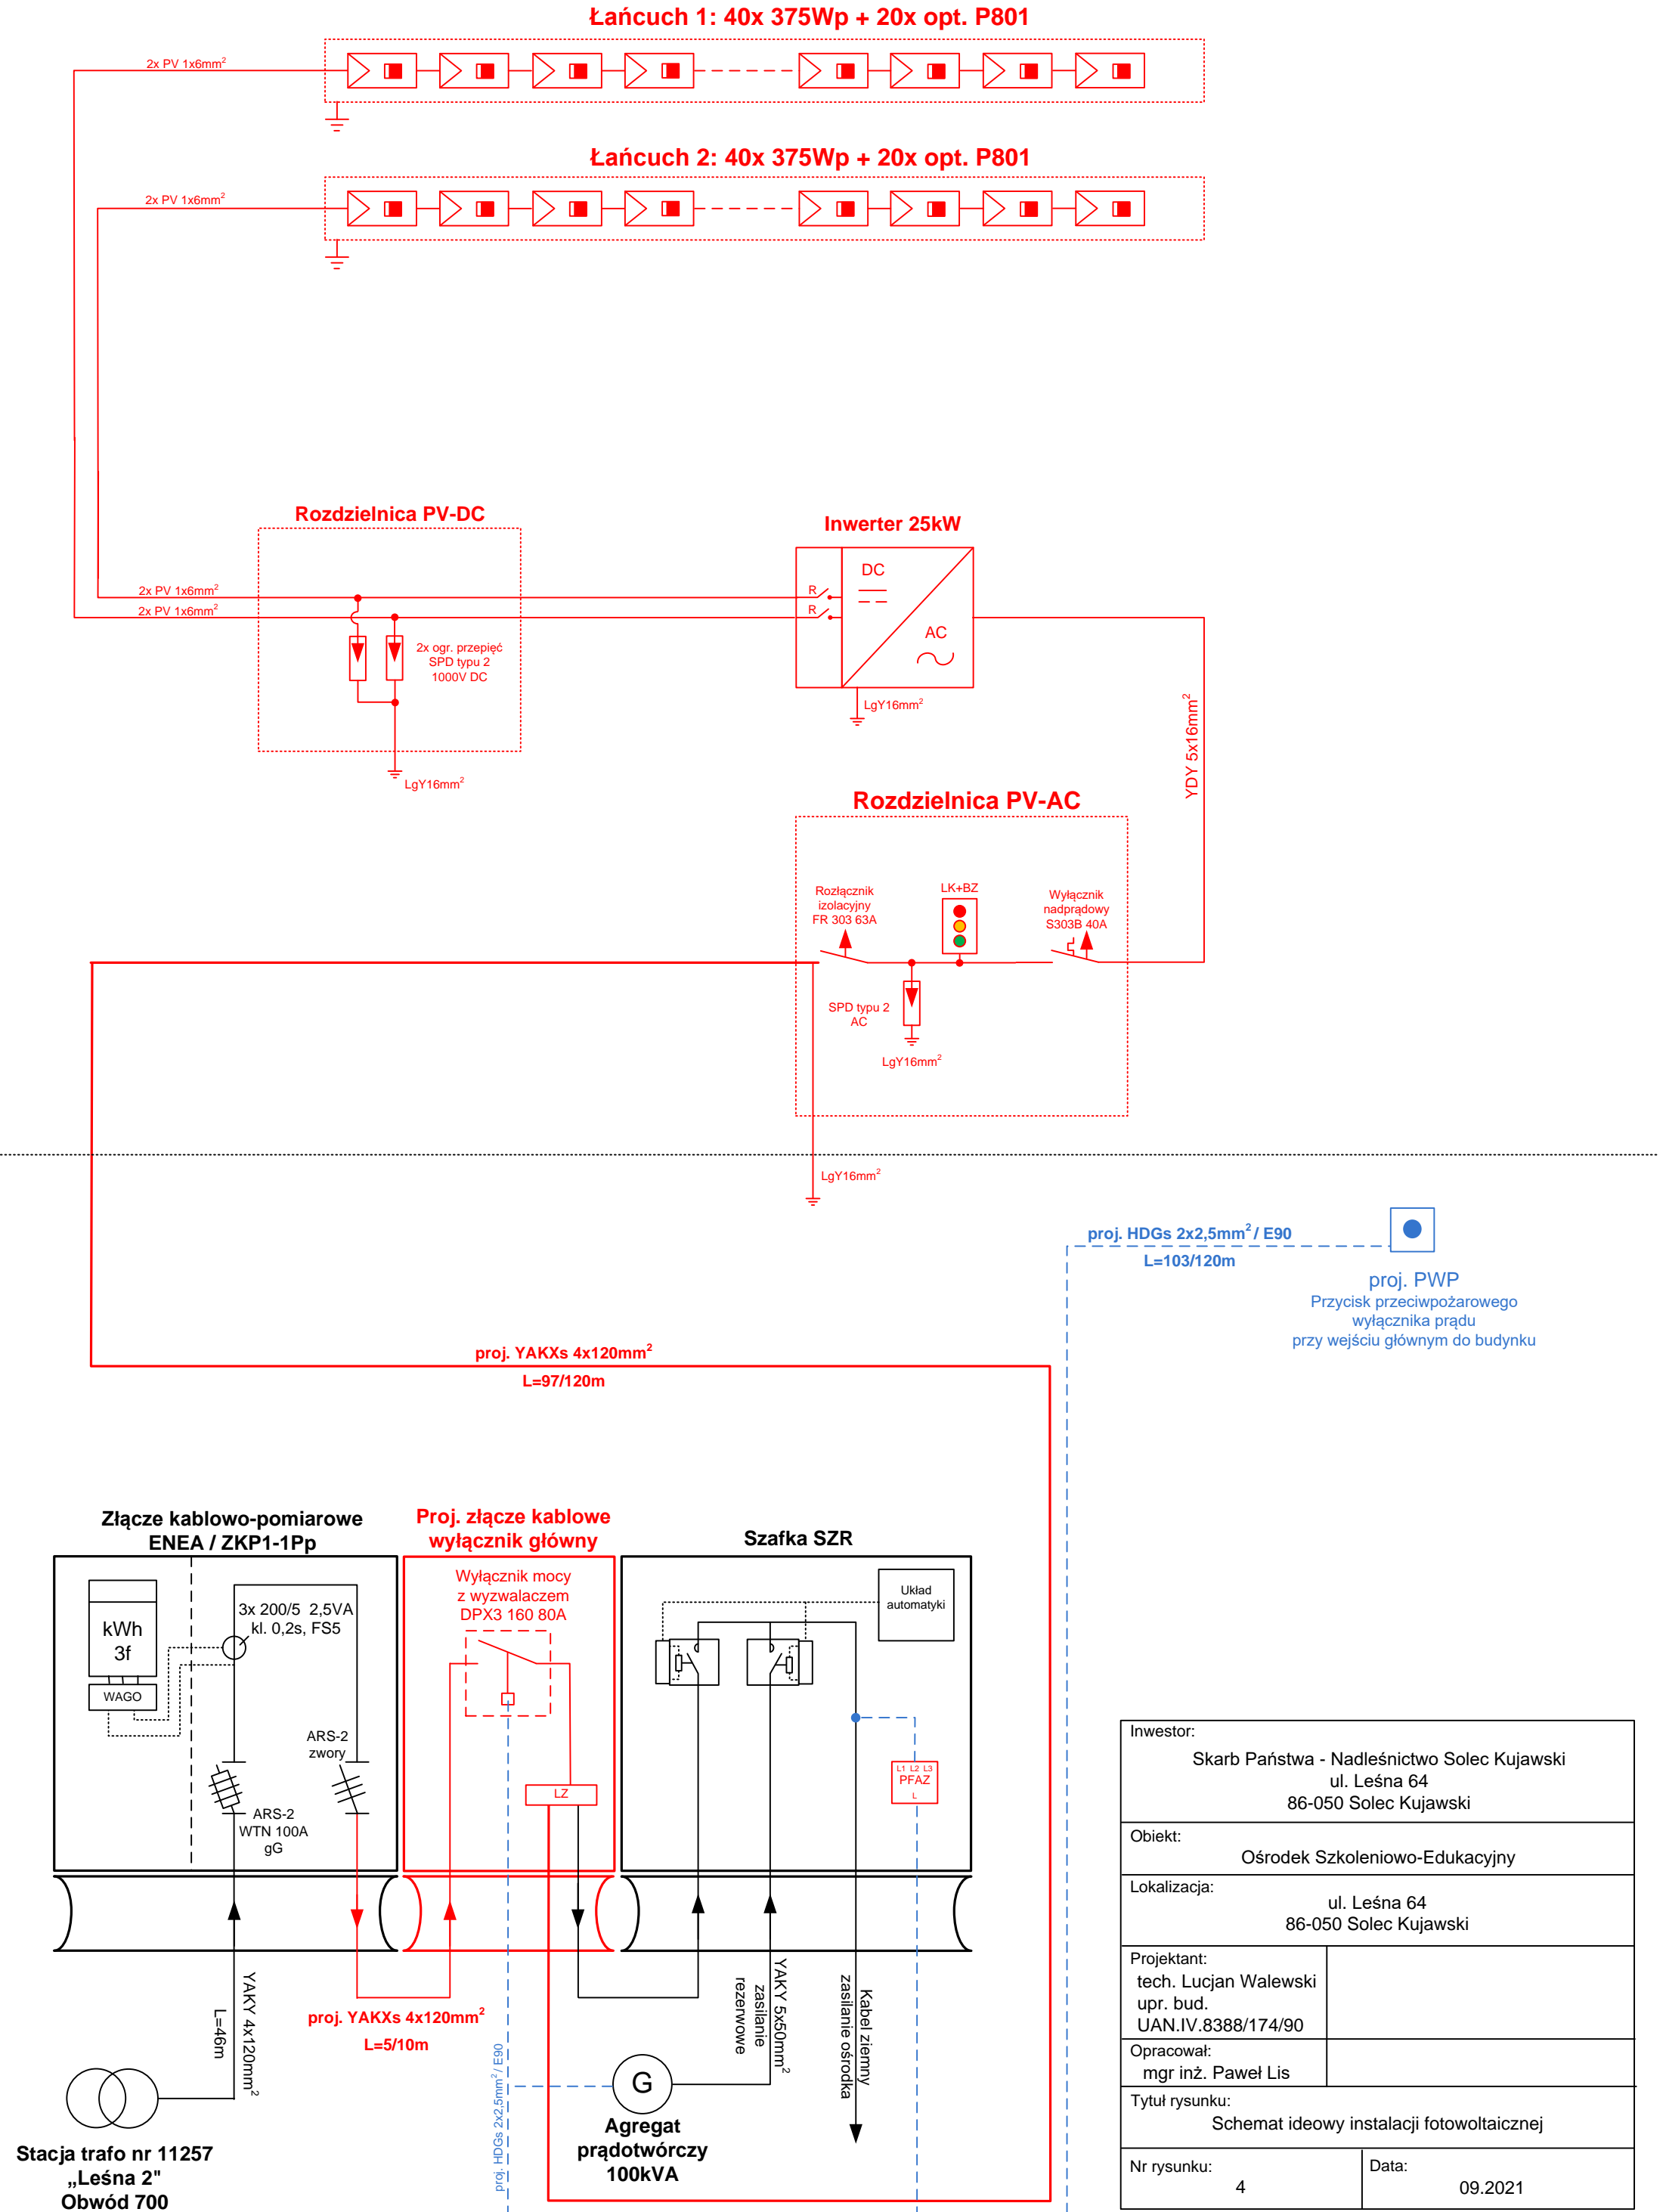 Łańcuch 1: 40x 375Wp + 20x opt. P801
2x PV 1x6mm²
Łańcuch 2: 40x 375Wp + 20x opt. P801
2x PV 1x6mm²
Rozdzielnica PV-DC
2x PV 1x6mm²
2x PV 1x6mm²
2x ogr. przepięć
SPD typu 2
1000V DC
LgY16mm²
Inwerter 25kW
R
R
DC
AC
LgY16mm²
YDY 5x16mm²
Rozdzielnica PV-AC
Rozłącznik
izolacyjny
FR 303 63A
LK+BZ
Wyłącznik
nadprądowy
S303B 40A
SPD typu 2
AC
LgY16mm²
LgY16mm²
proj. HDGs 2x2,5mm² / E90
L=103/120m
proj. PWP
Przycisk przeciwpożarowego
wyłącznika prądu
przy wejściu głównym do budynku
proj. YAKXs 4x120mm²
L=97/120m
Złącze kablowo-pomiarowe
ENEA / ZKP1-1Pp
kWh
3f
WAGO
3x 200/5 2,5VA
kl. 0,2s, FS5
ARS-2
zwory
ARS-2
WTN 100A
gG
Proj. złącze kablowe
wyłącznik główny
Wyłącznik mocy
z wyzwalaczem
DPX3 160 80A
LZ
Szafka SZR
Układ
automatyki
L1 L2 L3
PFAZ
L
YAKY 4x120mm²
L=46m
proj. YAKXs 4x120mm²
L=5/10m
proj. HDGs 2x2,5mm² / E90
YAKY 5x50mm²
zasilanie
rezerwowe
Kabel ziemny
zasilanie ośrodka
G
Agregat
prądotwórczy
100kVA
Stacja trafo nr 11257
„Leśna 2"
Obwód 700
Inwestor:
Skarb Państwa - Nadleśnictwo Solec Kujawski
ul. Leśna 64
86-050 Solec Kujawski
Obiekt:
Ośrodek Szkoleniowo-Edukacyjny
Lokalizacja:
ul. Leśna 64
86-050 Solec Kujawski
Projektant:
tech. Lucjan Walewski
upr. bud.
UAN.IV.8388/174/90
Opracował:
mgr inż. Paweł Lis
Tytuł rysunku:
Schemat ideowy instalacji fotowoltaicznej
Nr rysunku:
4
Data:
09.2021